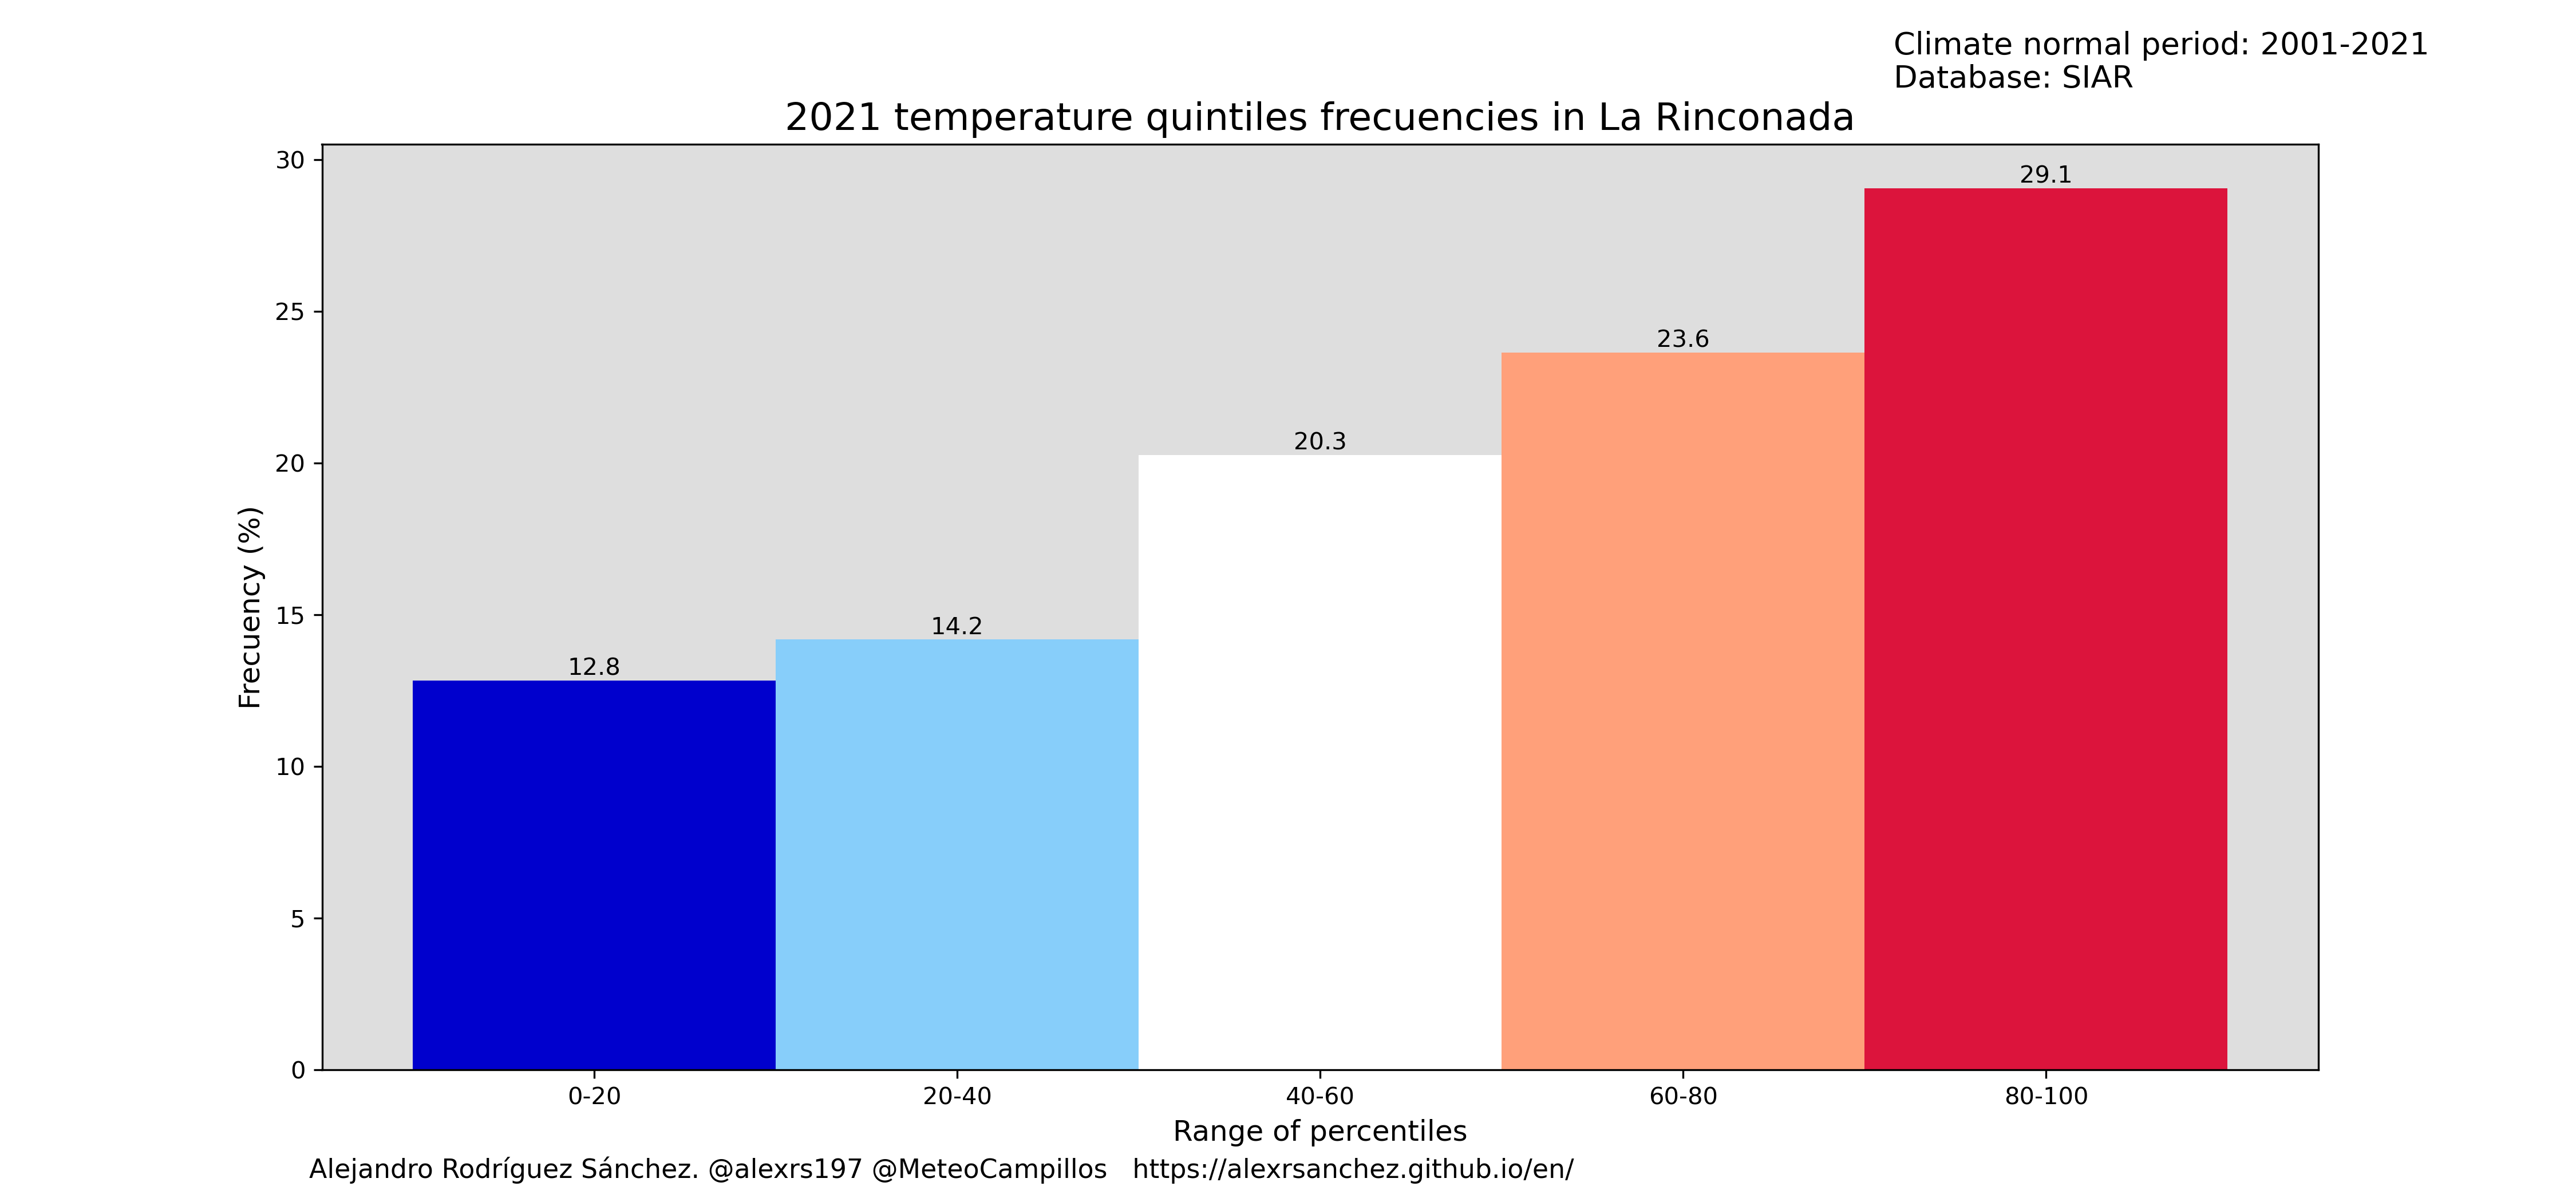 Climate normal period: 2001-2021
Database: SIAR
2021 temperature quintiles frecuencies in La Rinconada
30
25
20
15
10
5
0
Frecuency (%)
12.8
14.2
20.3
23.6
29.1
0-20
20-40
40-60
60-80
80-100
Range of percentiles
Alejandro Rodríguez Sánchez. @alexrs197 @MeteoCampillos https://alexrsanchez.github.io/en/